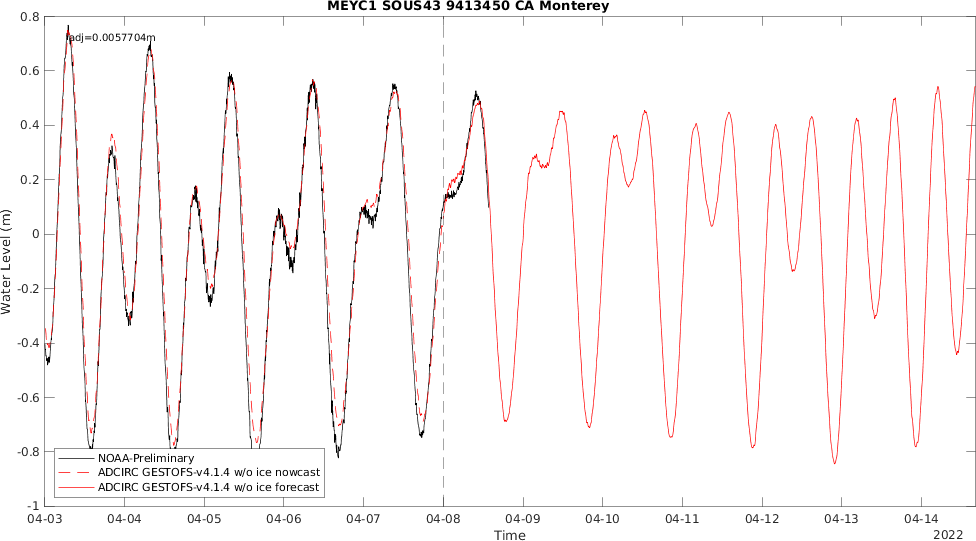 MEYC1 SOUS43 9413450 CA Monterey
0.8
adj=0.0057704m
0.6
0.4
0.2
0
-0.2
-0.4
-0.6
-0.8
-1
Water Level (m)
NOAA-Preliminary
ADCIRC GESTOFS-v4.1.4 w/o ice nowcast
ADCIRC GESTOFS-v4.1.4 w/o ice forecast
04-03 04-04 04-05 04-06 04-07 04-08 04-09 04-10 04-11 04-12 04-13 04-14
Time
2022